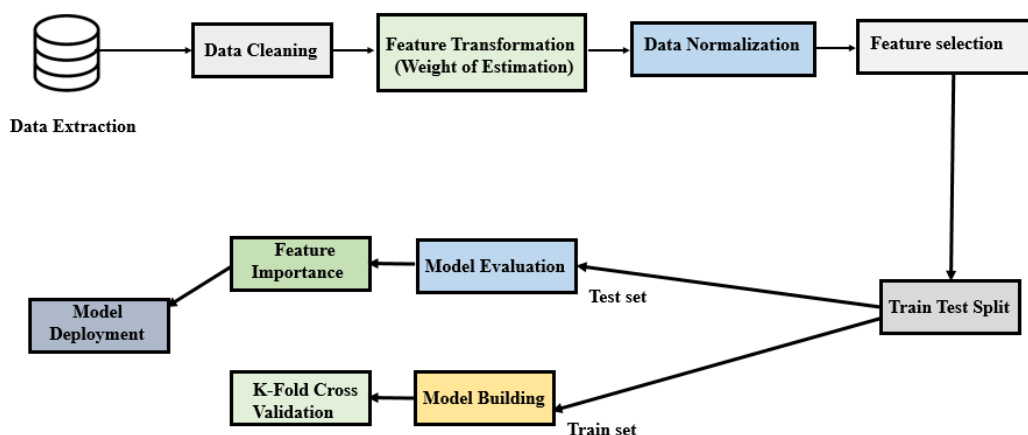 Data Cleaning
Feature Transformation
(Weight of Estimation)
Data Normalization
Feature selection
Data Extraction
Feature
Importance
Model Evaluation
Test set
Train Test Split
Model
Deployment
K-Fold Cross
Validation
Model Building
Train set